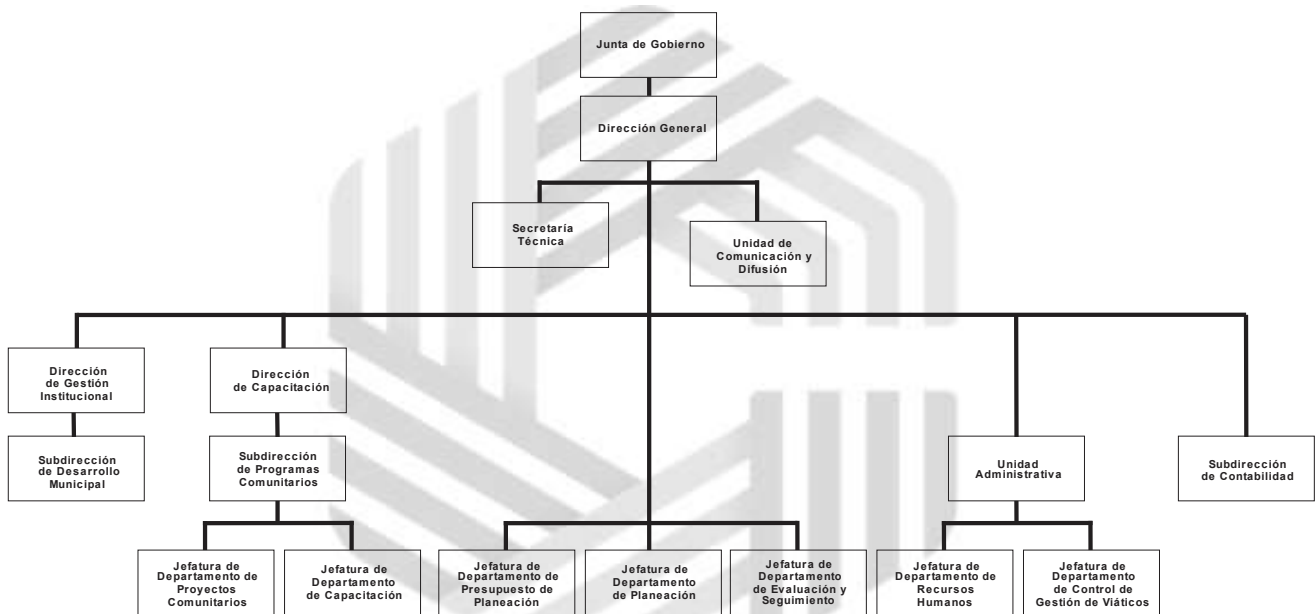 Junta de Gobierno
Dirección General
Secretaría
Técnica
Unidad de
Comunicación y
Difusión
Dirección
de Gestión
Institucional
Dirección
de Capacitación
Subdirección
de Desarrollo
Municipal
Subdirección
de Programas
Comunitarios
Unidad
Administrativa
Subdirección
de Contabilidad
Jefatura de
Departamento de
Proyectos
Comunitarios
Jefatura de
Departamento
de Capacitación
Jefatura de
Departamento de
Presupuesto de
Planeación
Jefatura de
Departamento
de Planeación
Jefatura de
Departamento
de Evaluación y
Seguimiento
Jefatura de
Departamento de
Recursos
Humanos
Jefatura de
Departamento
de Control de
Gestión de Viáticos